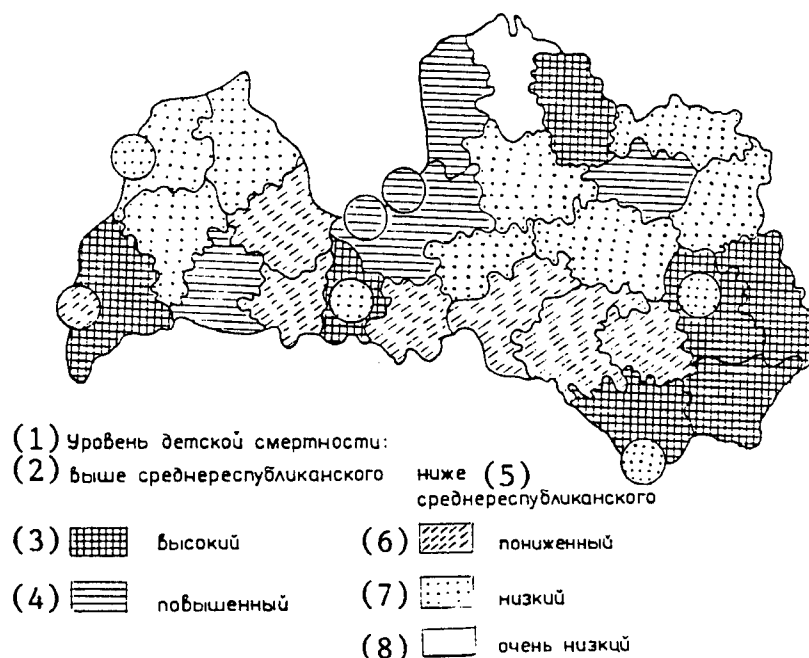 (1) Уровень детской смертности:
(2) выше среднереспубликанского
ниже (5)
среднереспубликанского
(3) высокий
(6) пониженный
(4) повышенный
(7) низкий
(8) очень низкий